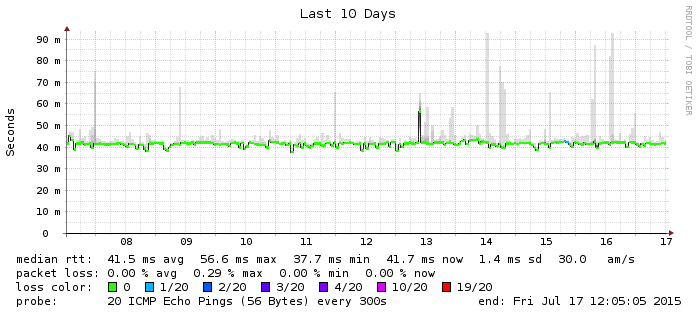 Last 10 Days
RRDTOOL / TOBI OETIKER
Seconds
90 m
80 m
70 m
60 m
50 m
40 m
30 m
20 m
10 m
0
08 09 10 11 12 13 14 15 16 17
median rtt: 41.5 ms avg 56.6 ms max 37.7 ms min 41.7 ms now 1.4 ms sd 30.0 am/s
packet loss: 0.00 % avg 0.29 % max 0.00 % min 0.00 % now
loss color: 0 1/20 2/20 3/20 4/20 10/20 19/20
probe: 20 ICMP Echo Pings (56 Bytes) every 300s end: Fri Jul 17 12:05:05 2015